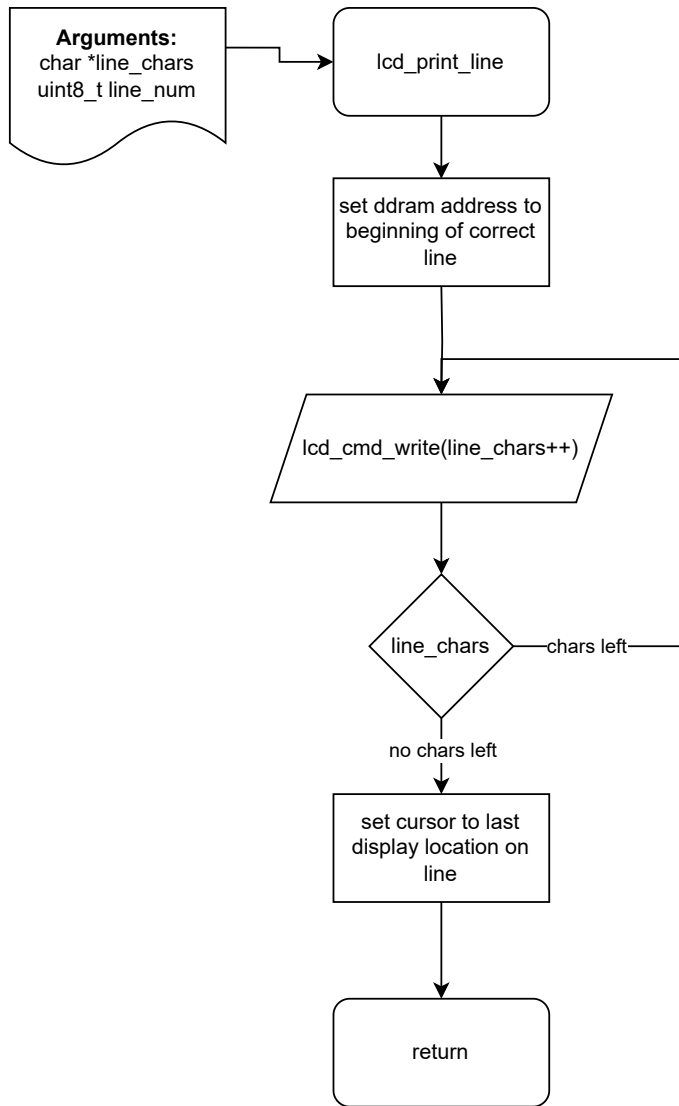 Arguments:
char *line_chars
uint8_t line_num
lcd_print_line
set ddram address to
beginning of correct
line
lcd_cmd_write(line_chars++)
line_chars
chars left
no chars left
set cursor to last
display location on
line
return